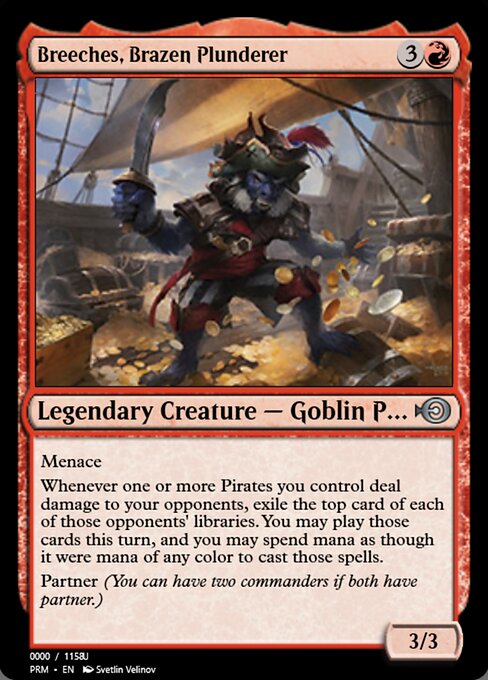 Breeches, Brazen Plunderer 3
Legendary Creature — Goblin P...
Menace
Whenever one or more Pirates you control deal
damage to your opponents, exile the top card of each
of those opponents' libraries. You may play those
cards this turn, and you may spend mana as though
it were mana of any color to cast those spells.
Partner (You can have two commanders if both have
partner.)
3/3
0000 / 1158U
PRM • EN Svetlin Velinov